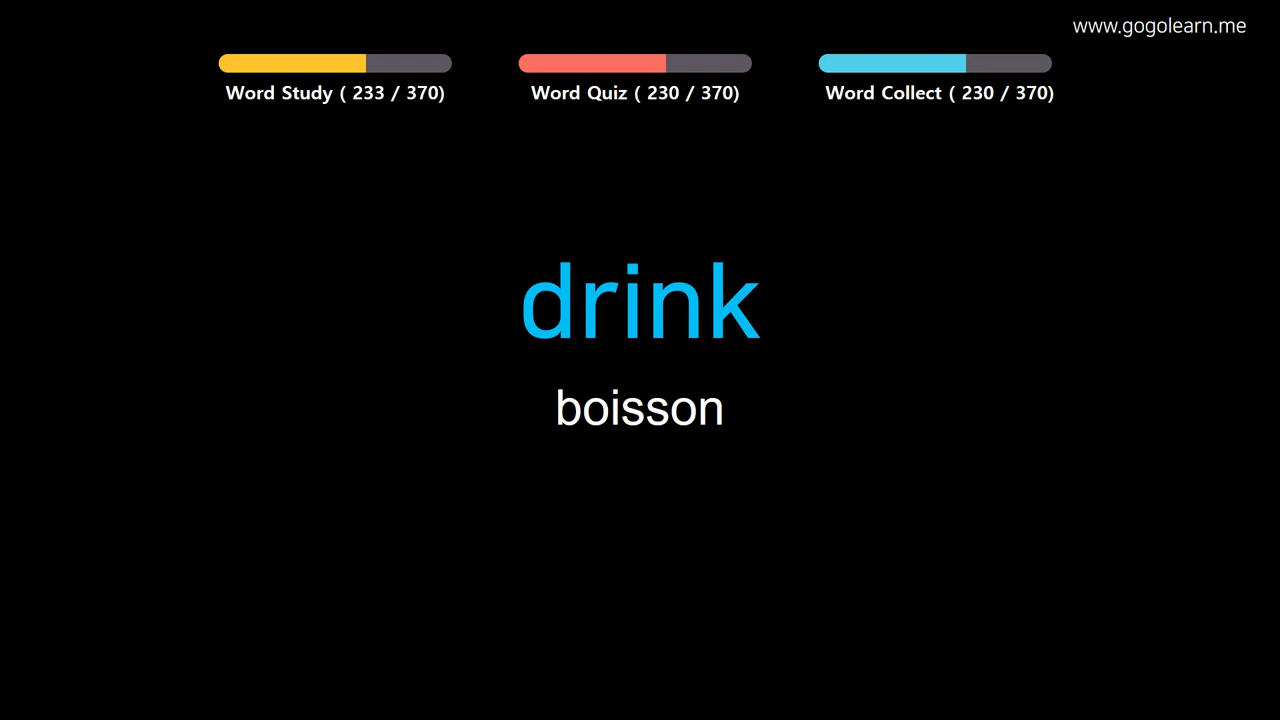 www.gogolearn.me
Word Study ( 233 / 370)
Word Quiz ( 230 / 370)
Word Collect ( 230 / 370)
drink
boisson